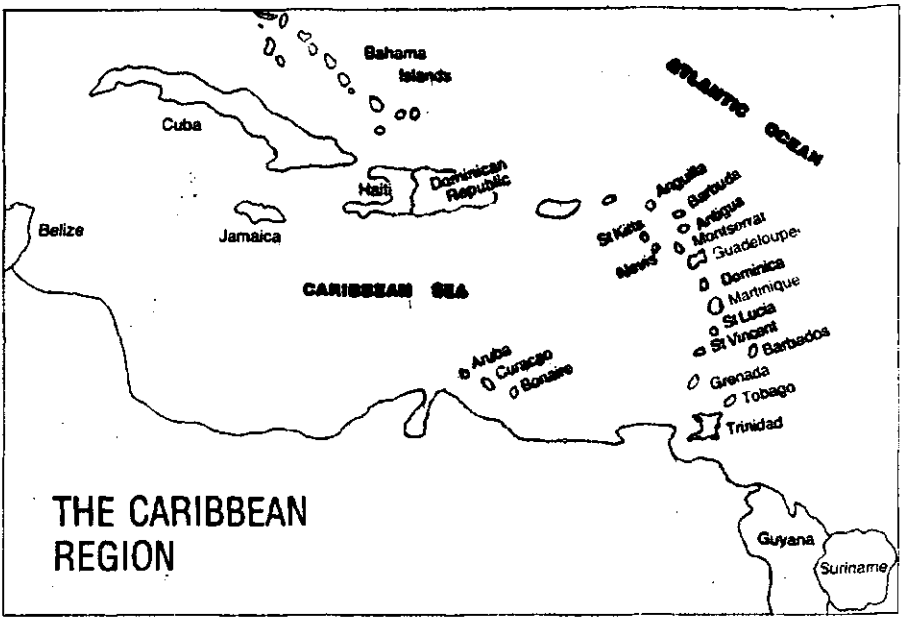 Bahama
Islands
ATLANTIC OCEAN
Cuba
Haiti
Dominican
Republic
Anguilla
Barbuda
St Kitts
Antigua
Montserrat
Belize
Jamaica
Nevis
Guadeloupe
Dominica
CARIBBEAN SEA
Martinique
St Lucia
St Vincent
Barbados
Aruba
Curaçao
Bonaire
Grenada
Tobago
Trinidad
THE CARIBBEAN
REGION
Guyana
Suriname